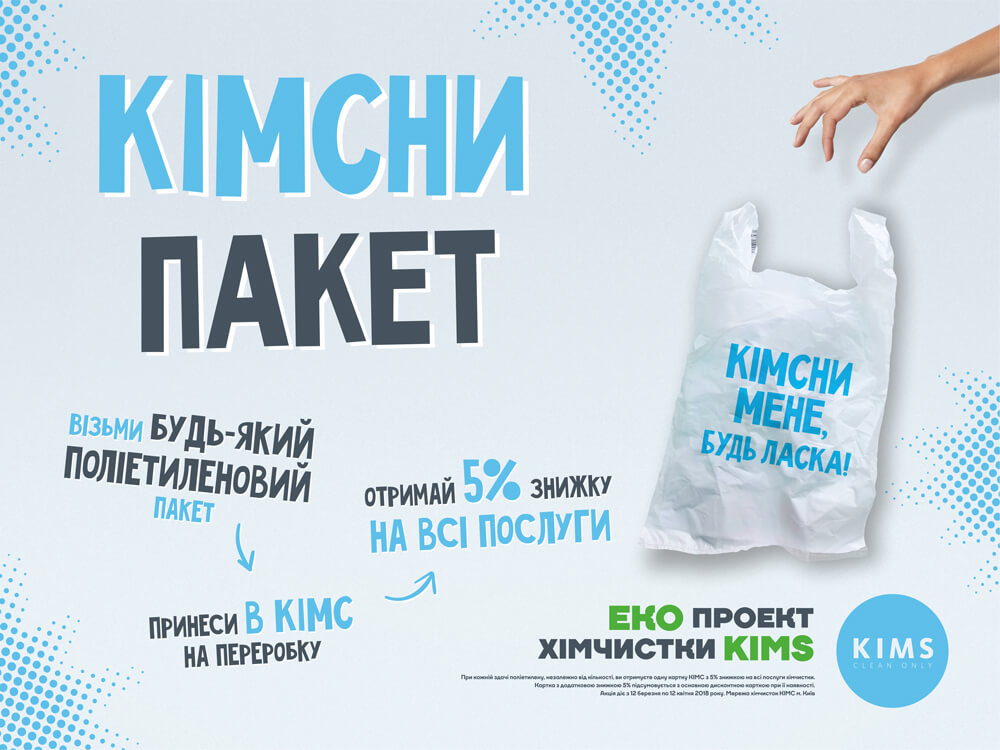 КІМСНИ
ПАКЕТ
КІМСНИ
МЕНЕ,
БУДЬ ЛАСКА!
ВІЗЬМИ БУДЬ-ЯКИЙ
ПОЛІЕТИЛЕНОВИЙ
ПАКЕТ
ПРИНЕСИ В КІМС
НА ПЕРЕРОБКУ
ОТРИМАЙ 5% ЗНИЖКУ
НА ВСІ ПОСЛУГИ
ЕКО ПРОЕКТ
ХІМЧИСТКИ KIMS
KIMS
CLEAN ONLY
При кожній здачі поліетилену, незалежно від кількості, ви отримуєте одну картку КІМС з 5% знижкою на всі послуги хімчистки.
Картка з додатковою знижкою 5% підсумовується з основною дисконтною карткою при її наявності.
Акція діє з 12 березня по 12 квітня 2018 року. Мережа хімчисток КІМС м. Київ